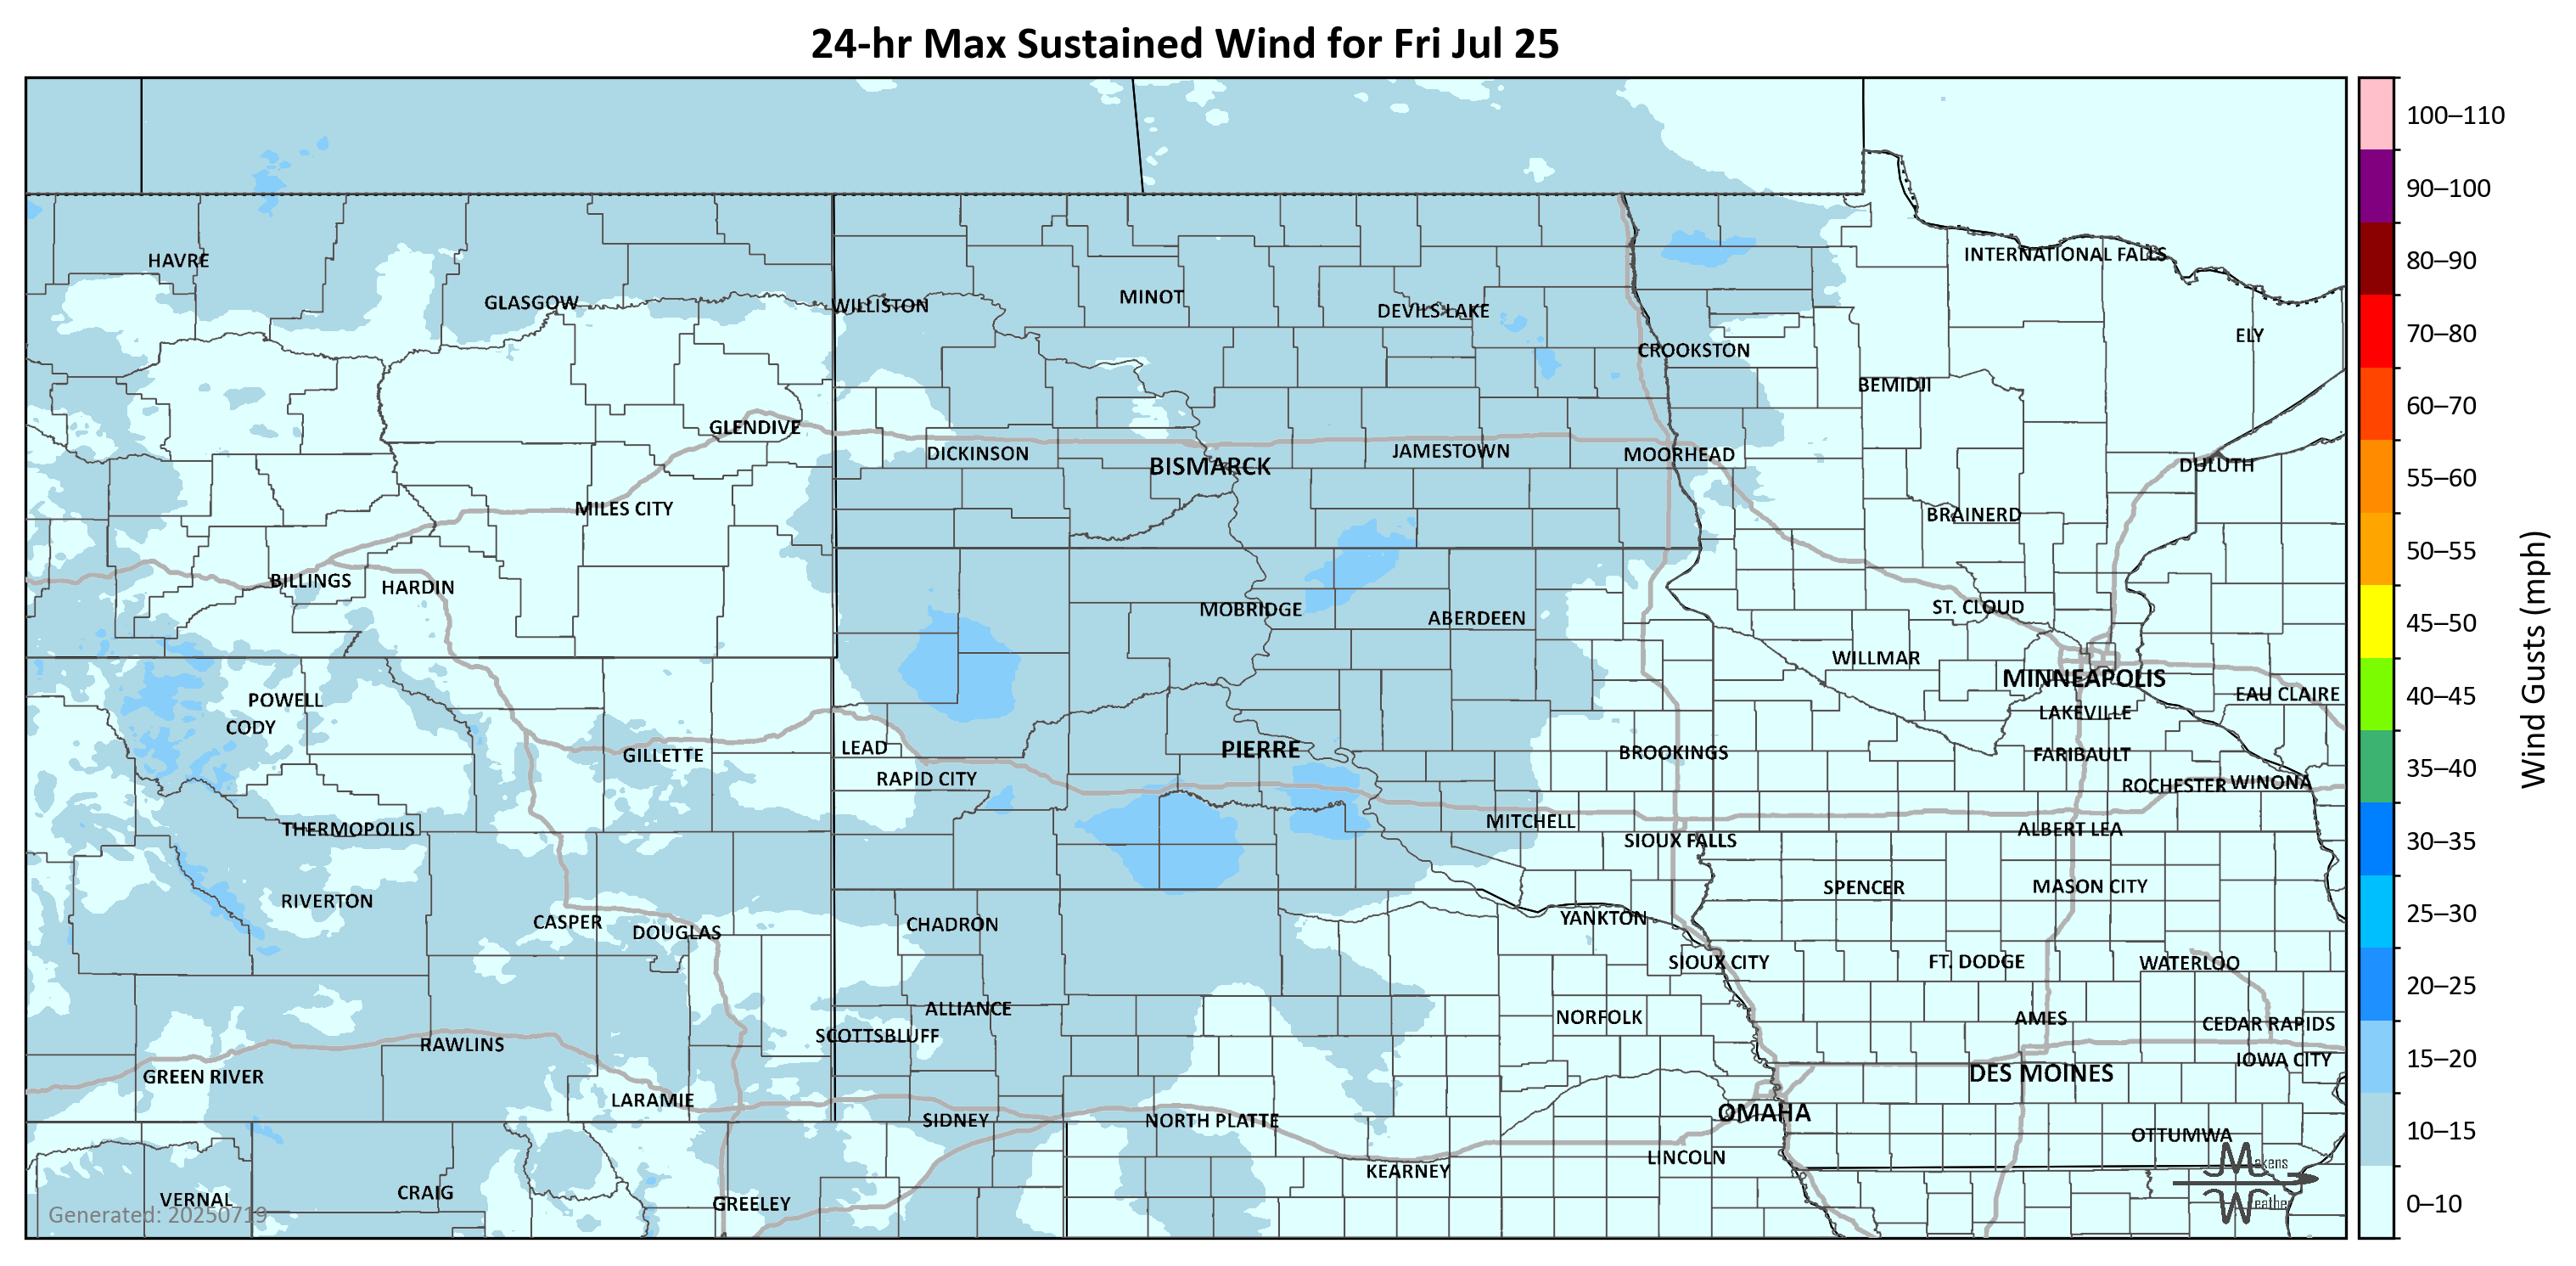 24-hr Max Sustained Wind for Fri Jul 25
100–110
90–100
80–90
70–80
60–70
55–60
50–55
45–50
40–45
35–40
30–35
25–30
20–25
15–20
10–15
0–10
Wind Gusts (mph)
HAVRE
GLASGOW
WILLISTON
MINOT
DEVILS LAKE
INTERNATIONAL FALLS
ELY
CROOKSTON
BEMIDJI
GLENDIVE
DICKINSON
BISMARCK
JAMESTOWN
MOORHEAD
DULUTH
MILES CITY
BRAINERD
BILLINGS
HARDIN
MOBRIDGE
ABERDEEN
ST. CLOUD
WILLMAR
MINNEAPOLIS
EAU CLAIRE
POWELL
CODY
LAKEVILLE
GILLETTE
LEAD
PIERRE
BROOKINGS
FARIBAULT
RAPID CITY
ROCHESTER
WINONA
THERMOPOLIS
MITCHELL
SIOUX FALLS
ALBERT LEA
RIVERTON
SPENCER
MASON CITY
CASPER
DOUGLAS
CHADRON
YANKTON
SIOUX CITY
FT. DODGE
WATERLOO
ALLIANCE
SCOTTSBLUFF
NORFOLK
AMES
CEDAR RAPIDS
RAWLINS
IOWA CITY
GREEN RIVER
DES MOINES
LARAMIE
SIDNEY
NORTH PLATTE
OMAHA
OTTUMWA
LINCOLN
KEARNEY
VERNAL
CRAIG
GREELEY
Generated: 20250719
Makens
Weather